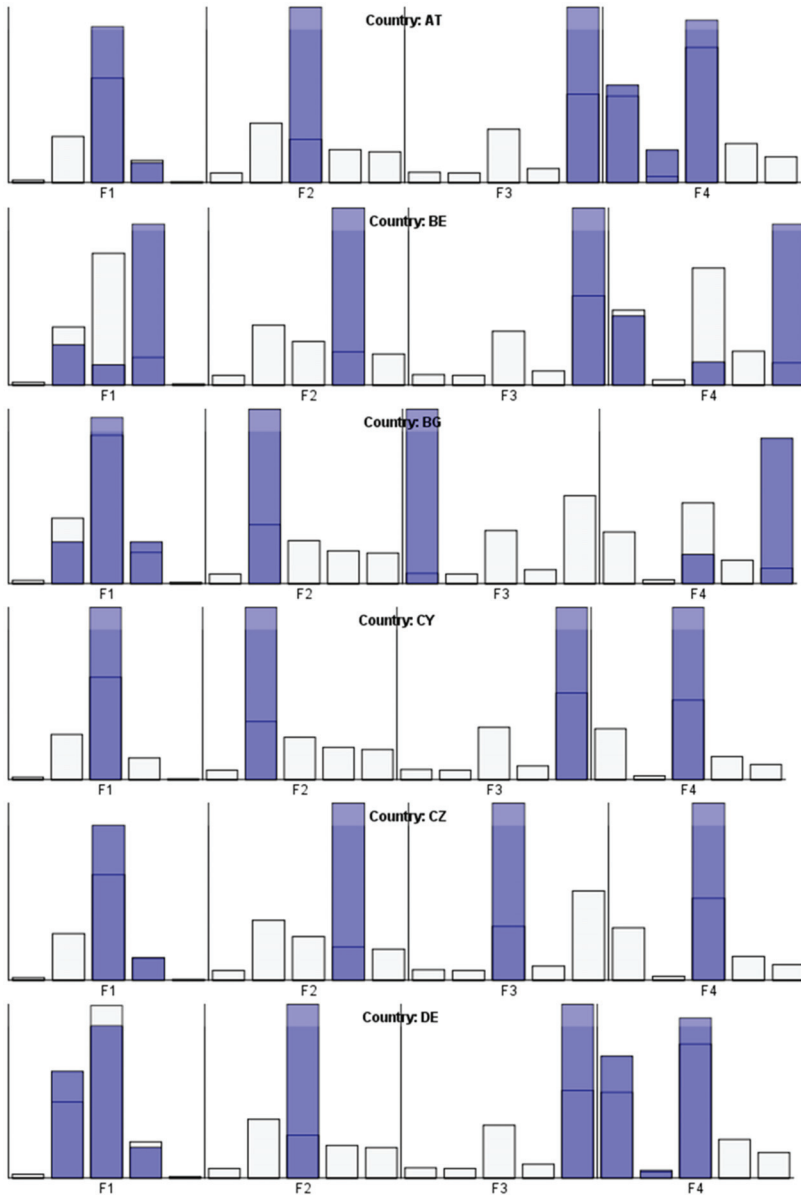 Country: AT
F1 F2 F3 F4
Country: BE
F1 F2 F3 F4
Country: BG
F1 F2 F3 F4
Country: CY
F1 F2 F3 F4
Country: CZ
F1 F2 F3 F4
Country: DE
F1 F2 F3 F4